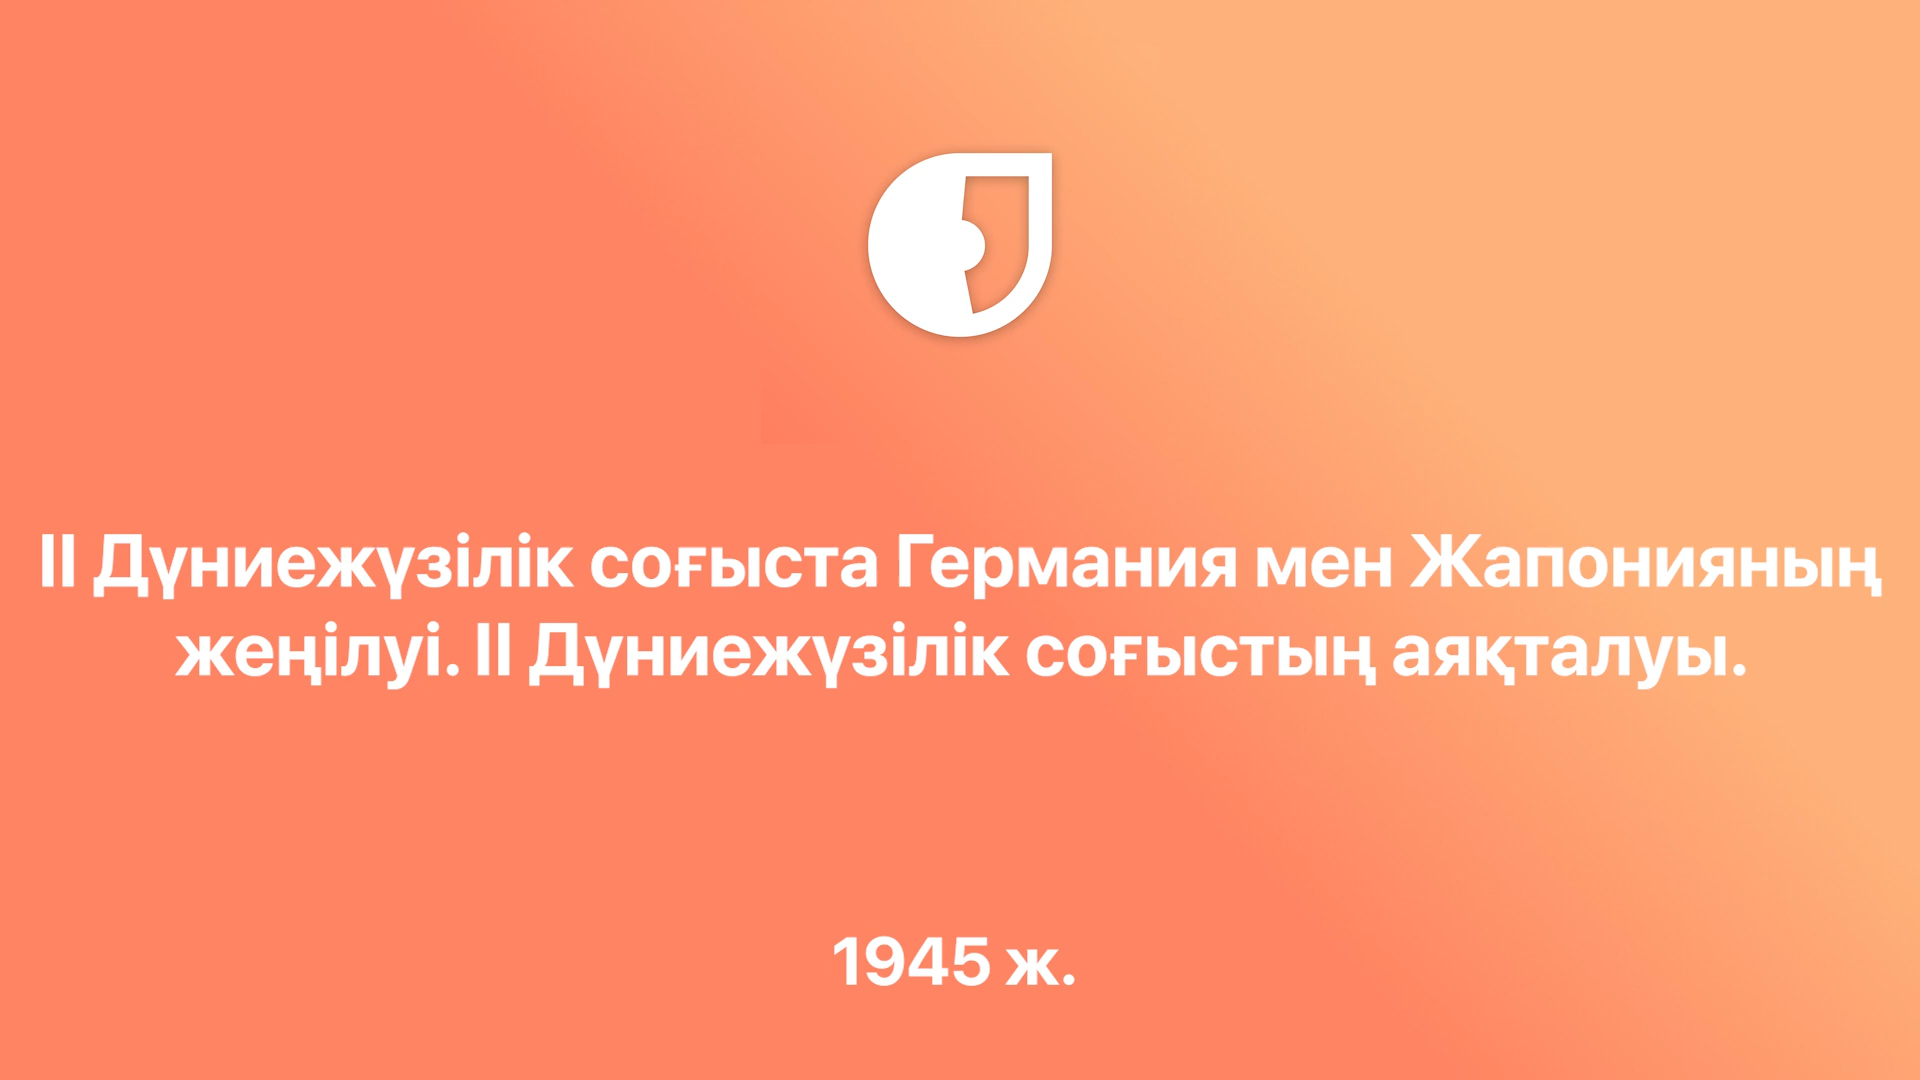 II Дүниежүзілік соғыста Германия мен Жапонияның
жеңілуі. II Дүниежүзілік соғыстың аяқталуы.
1945 ж.